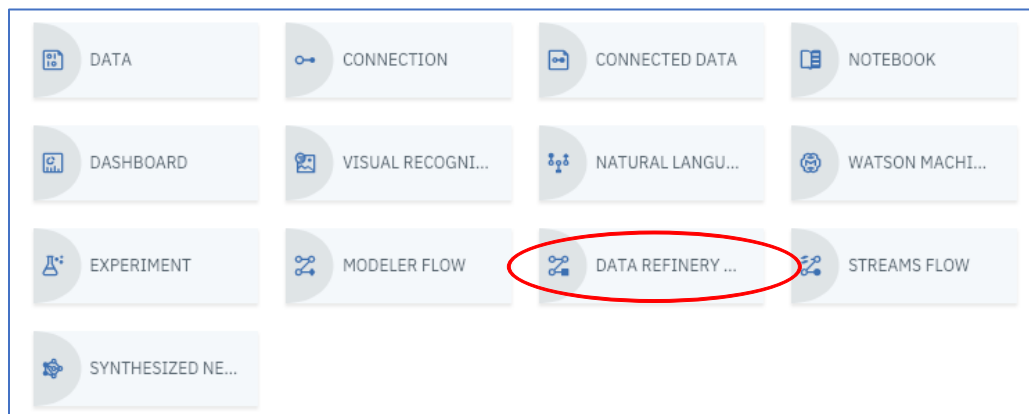 DATA
CONNECTION
CONNECTED DATA
NOTEBOOK
DASHBOARD
VISUAL RECOGNI...
NATURAL LANGU...
WATSON MACHI...
EXPERIMENT
MODELER FLOW
DATA REFINERY ...
STREAMS FLOW
SYNTHESIZED NE...